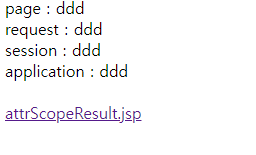 page : ddd
request : ddd
session : ddd
application : ddd
attrScopeResult.jsp